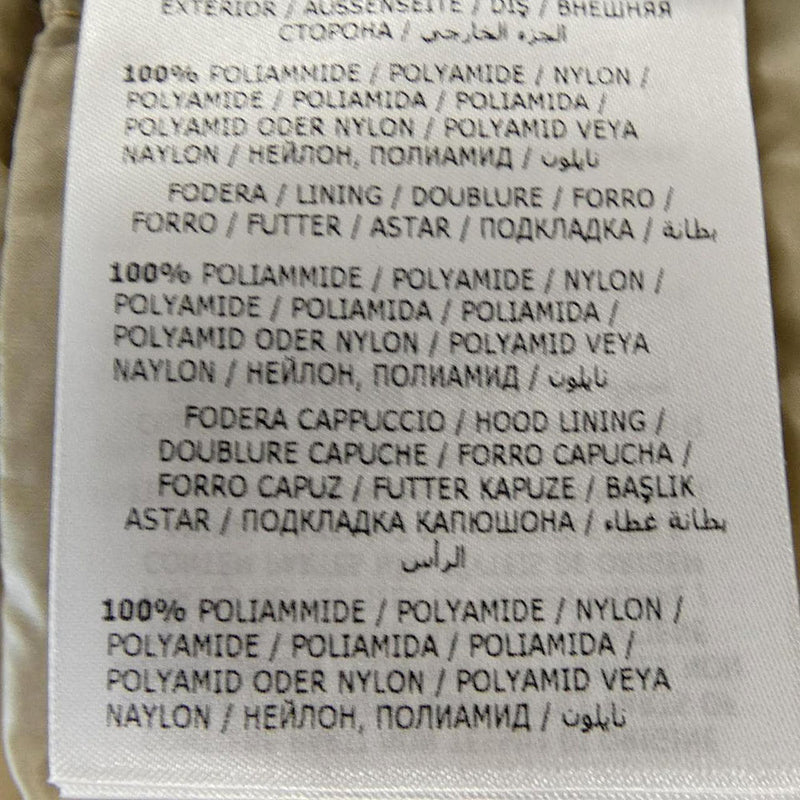 EXTERIOR / AUSSENSEITE / DIŞ / ВНЕШНЯЯ
СТОРОНА / الجزء الخارجي
100% POLIAMMIDE / POLYAMIDE / NYLON /
POLYAMIDE / POLIAMIDA / POLIAMIDA /
POLYAMID ODER NYLON / POLYAMID VEYA
NAYLON / НЕЙЛОН, ПОЛИАМИД / نايلون
FODERA / LINING / DOUBLURE / FORRO /
FORRO / FUTTER / ASTAR / ПОДКЛАДКА / بطانة
100% POLIAMMIDE / POLYAMIDE / NYLON /
POLYAMIDE / POLIAMIDA / POLIAMIDA /
POLYAMID ODER NYLON / POLYAMID VEYA
NAYLON / НЕЙЛОН, ПОЛИАМИД / نايلون
FODERA CAPPUCCIO / HOOD LINING /
DOUBLURE CAPUCHE / FORRO CAPUCHA /
FORRO CAPUZ / FUTTER KAPUZE / BAŞLIK
ASTAR / ПОДКЛАДКА КАПЮШОНА / بطانة غطاء
الرأس
100% POLIAMMIDE / POLYAMIDE / NYLON /
POLYAMIDE / POLIAMIDA / POLIAMIDA /
POLYAMID ODER NYLON / POLYAMID VEYA
NAYLON / НЕЙЛОН, ПОЛИАМИД / نايلون